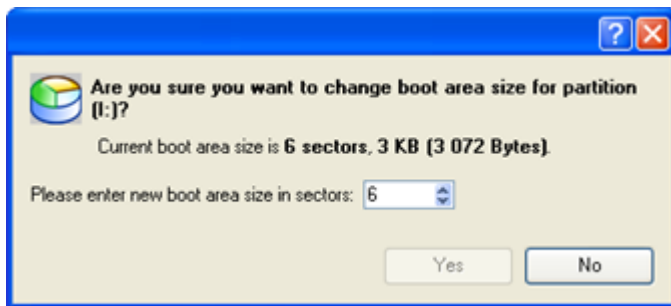 Are you sure you want to change boot area size for partition
(I:)?
Current boot area size is 6 sectors, 3 KB (3 072 Bytes).
Please enter new boot area size in sectors: 6
Yes No